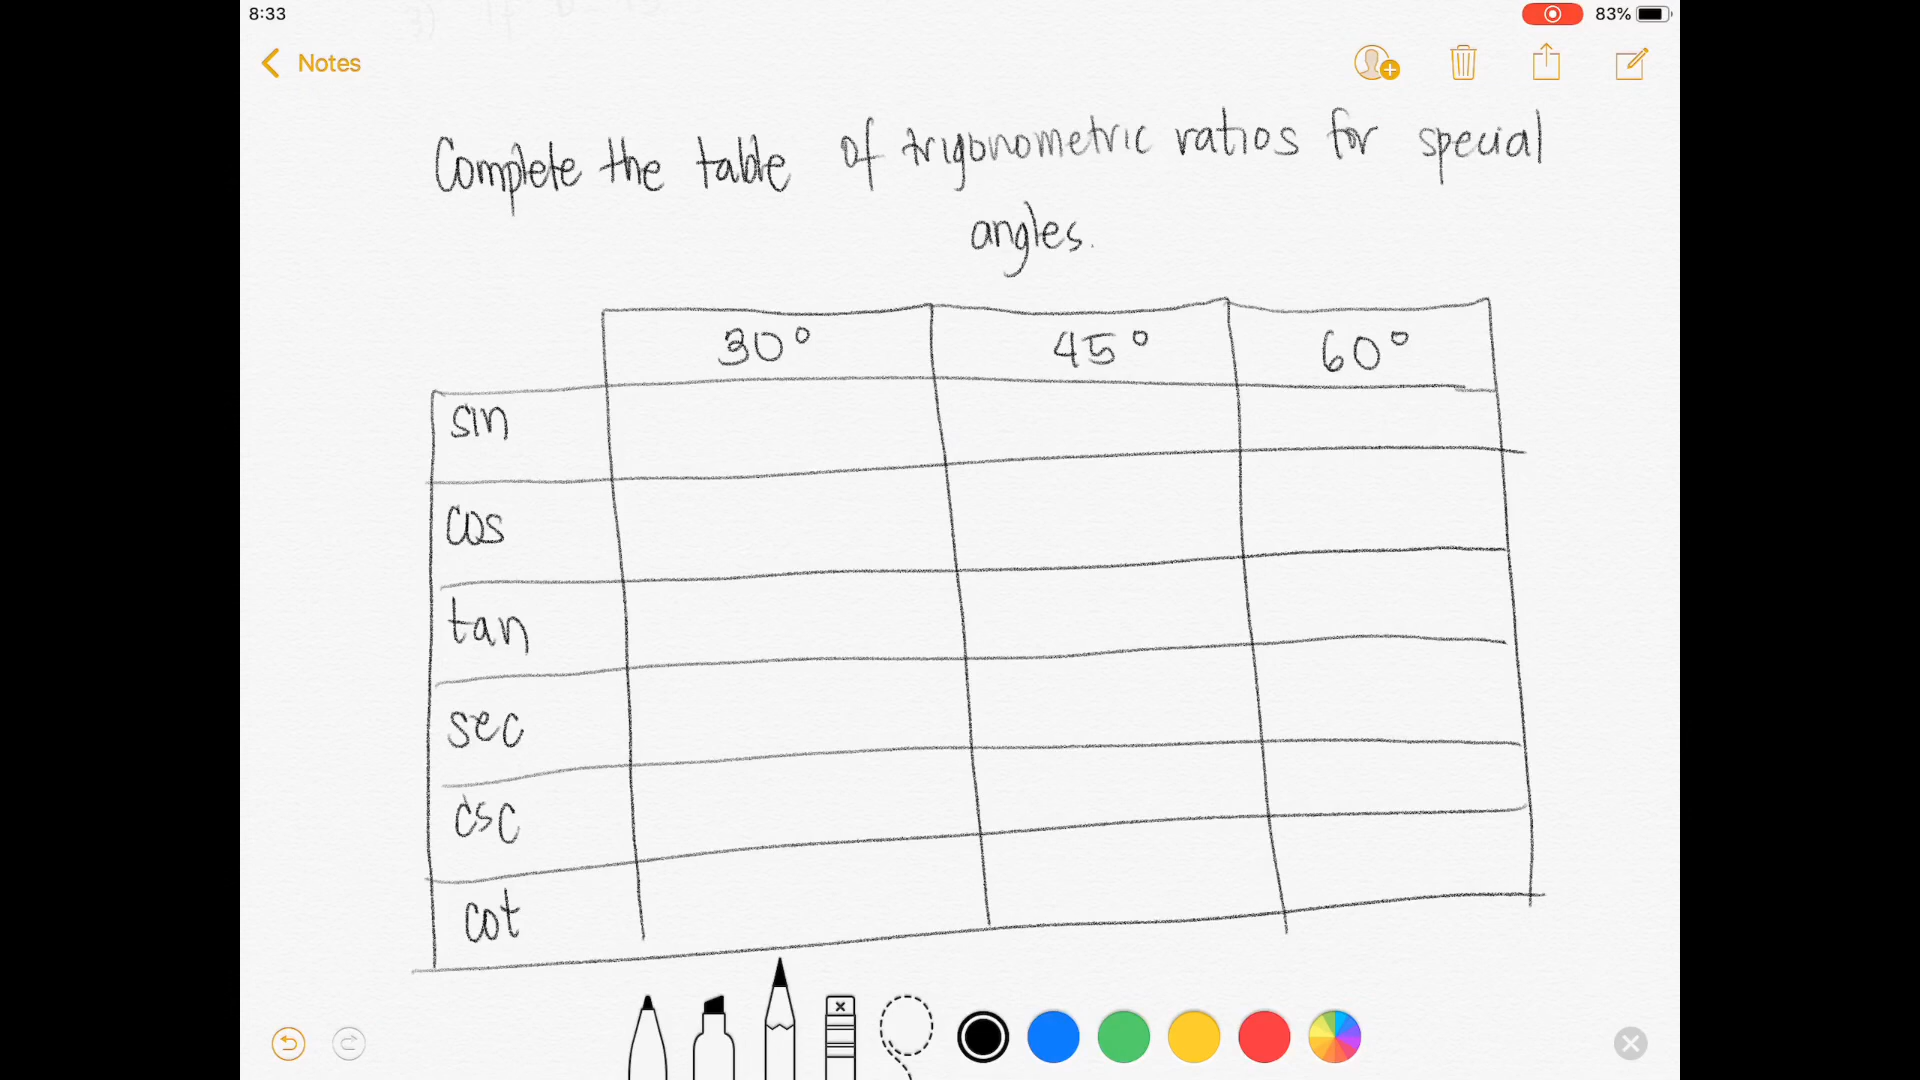 8:33
83%
Notes
Complete the table of trigonometric ratios for special
angles.
30° 45° 60°
sin
cos
tan
sec
csc
cot